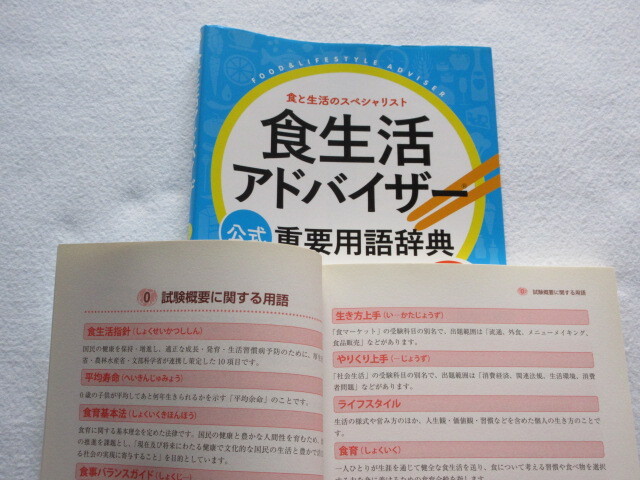 FOOD&LIFESTYLE ADVISER
食と生活のスペシャリスト
食生活
アドバイザー
公式
重要用語辞典
0 試験概要に関する用語
食生活指針(しょくせいかつししん)
国民の健康を保持・増進し、適正な成長・発育・生活習慣病予防のために、厚生
省・農林水産省・文部科学省が連携し策定した10項目です。
平均寿命(へいきんじゅみょう)
0歳の子供が平均してあと何年生きられるかを示す「平均余命」のことです。
食育基本法(しょくいくきほんほう)
食育に関する基本理念を定めた法律です。国民の健康と豊かな人間性を育むため、
の推進を課題とし、「現在及び将来にわたる健康で文化的な国民の生活と豊かで
る社会の実現に寄与すること」を目的としています。
食事バランスガイド(しょくじ―
試験概要に関する用語
生き方上手(い―かたじょうず)
「食マーケット」の受験科目の別名で、出題範囲は「流通、外食、メニューメイキング、
食品販売」などがあります。
やりくり上手(―じょうず)
「社会生活」の受験科目の別名で、出題範囲は「消費経済、関連法規、生活環境、消費
者問題」などがあります。
ライフスタイル
生活の様式や営み方のほか、人生観・価値観・習慣などを含めた個人の生き方のことで
す。
食育(しょくいく)
一人ひとりが生涯を通じて健全な食生活を送り、食について考える習慣や食べ物を選択